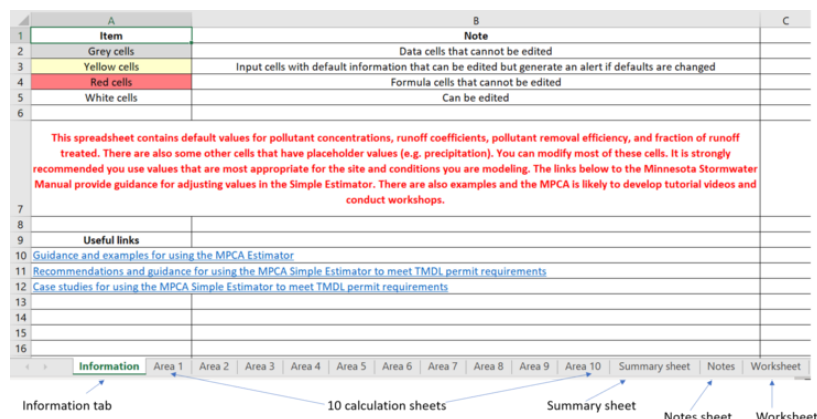 A B C
1 Item Note
2 Grey cells Data cells that cannot be edited
3 Yellow cells Input cells with default information that can be edited but generate an alert if defaults are changed
4 Red cells Formula cells that cannot be edited
5 White cells Can be edited
6
This spreadsheet contains default values for pollutant concentrations, runoff coefficients, pollutant removal efficiency, and fraction of runoff
treated. There are also some other cells that have placeholder values (e.g. precipitation). You can modify most of these cells. It is strongly
recommended you use values that are most appropriate for the site and conditions you are modeling. The links below to the Minnesota Stormwater
Manual provide guidance for adjusting values in the Simple Estimator. There are also examples and the MPCA is likely to develop tutorial videos and
7 conduct workshops.
8
9 Useful links
10 Guidance and examples for using the MPCA Estimator
11 Recommendations and guidance for using the MPCA Simple Estimator to meet TMDL permit requirements
12 Case studies for using the MPCA Simple Estimator to meet TMDL permit requirements
13
14
15
16
Information Area 1 Area 2 Area 3 Area 4 Area 5 Area 6 Area 7 Area 8 Area 9 Area 10 Summary sheet Notes Worksheet
Information tab 10 calculation sheets Summary sheet Notes sheet Worksheet